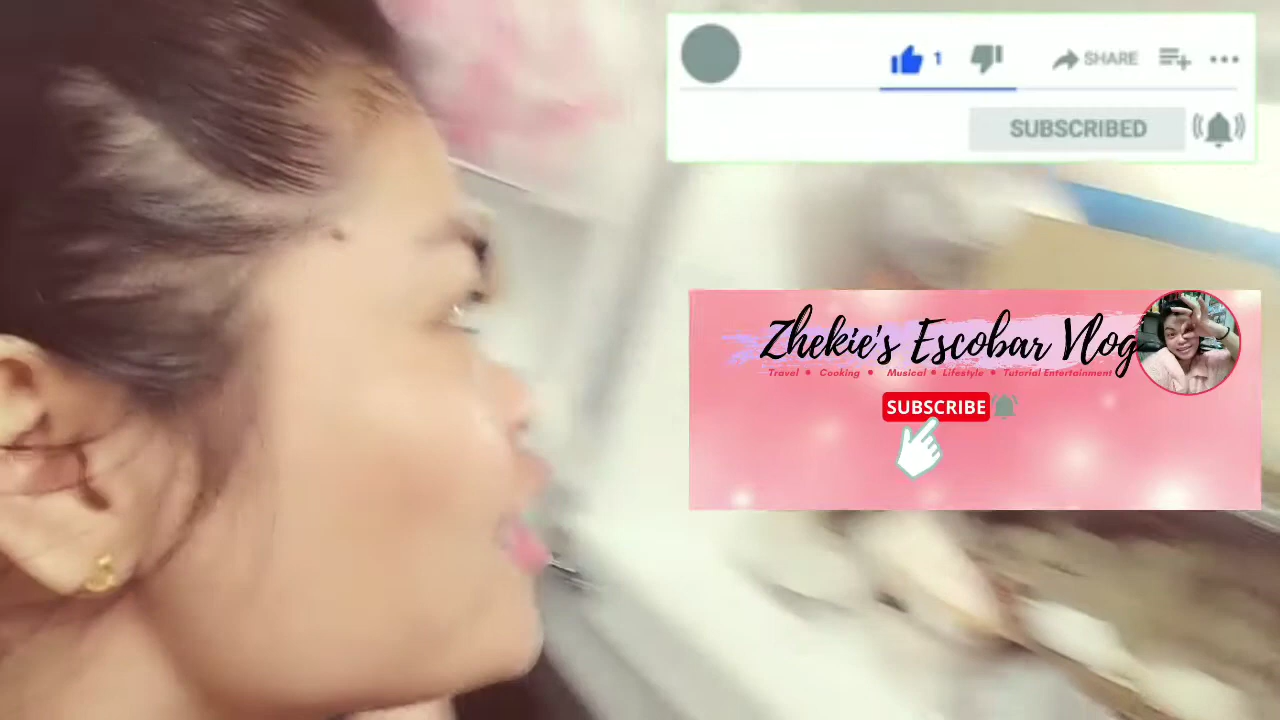 1 SHARE
SUBSCRIBED
Zhekie's Escobar Vlog
Travel • Cooking • Musical • Lifestyle • Tutorial Entertainment
SUBSCRIBE